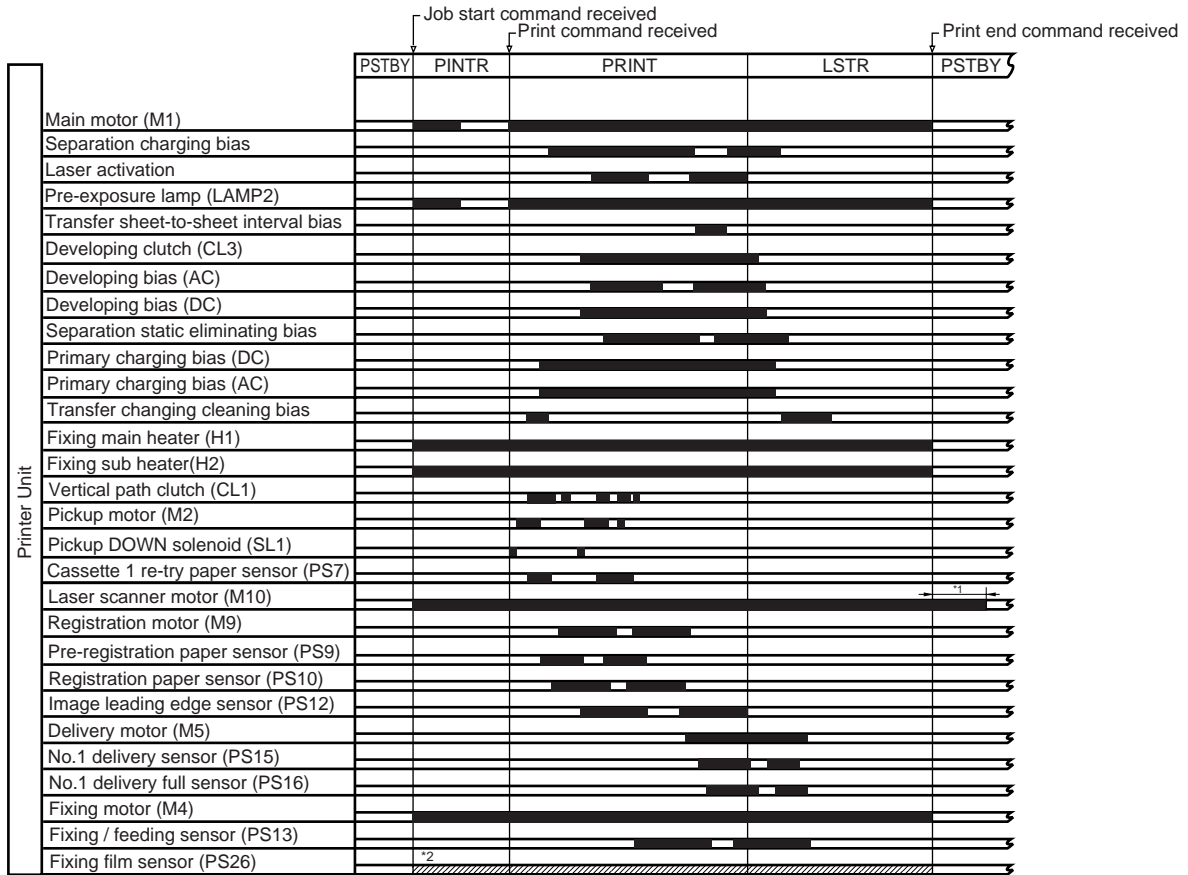 Job start command received
Print command received
Print end command received
PSTBY PINTR PRINT LSTR PSTBY
Printer Unit
Main motor (M1)
Separation charging bias
Laser activation
Pre-exposure lamp (LAMP2)
Transfer sheet-to-sheet interval bias
Developing clutch (CL3)
Developing bias (AC)
Developing bias (DC)
Separation static eliminating bias
Primary charging bias (DC)
Primary charging bias (AC)
Transfer changing cleaning bias
Fixing main heater (H1)
Fixing sub heater(H2)
Vertical path clutch (CL1)
Pickup motor (M2)
Pickup DOWN solenoid (SL1)
Cassette 1 re-try paper sensor (PS7)
Laser scanner motor (M10)
*1
Registration motor (M9)
Pre-registration paper sensor (PS9)
Registration paper sensor (PS10)
Image leading edge sensor (PS12)
Delivery motor (M5)
No.1 delivery sensor (PS15)
No.1 delivery full sensor (PS16)
Fixing motor (M4)
Fixing / feeding sensor (PS13)
Fixing film sensor (PS26)
*2